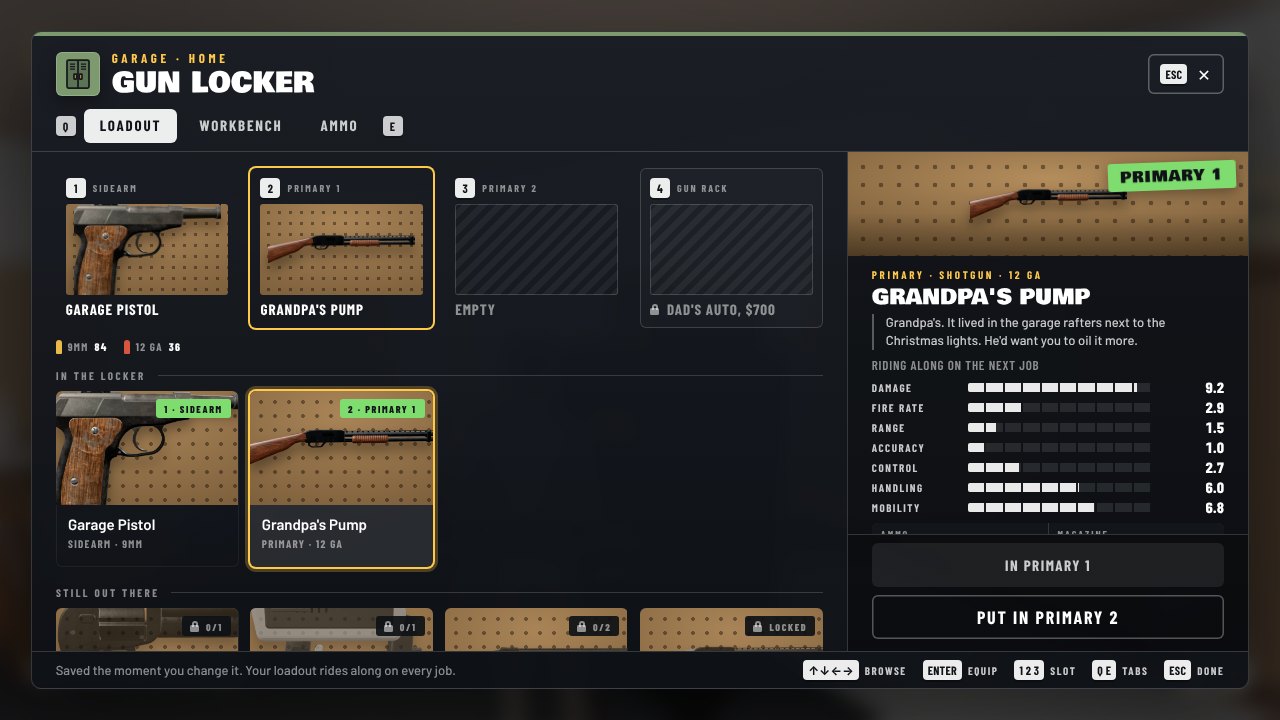 GARAGE · HOME
GUN LOCKER
ESC ✕
Q LOADOUT WORKBENCH AMMO E
1 SIDEARM
GARAGE PISTOL
2 PRIMARY 1
GRANDPA'S PUMP
3 PRIMARY 2
EMPTY
4 GUN RACK
DAD'S AUTO, $700
9MM 84 12 GA 36
IN THE LOCKER
1 · SIDEARM
Garage Pistol
SIDEARM · 9MM
2 · PRIMARY 1
Grandpa's Pump
PRIMARY · 12 GA
STILL OUT THERE
0/1
0/1
0/2
LOCKED
PRIMARY 1
PRIMARY · SHOTGUN · 12 GA
GRANDPA'S PUMP
Grandpa's. It lived in the garage rafters next to the
Christmas lights. He'd want you to oil it more.
RIDING ALONG ON THE NEXT JOB
DAMAGE 9.2
FIRE RATE 2.9
RANGE 1.5
ACCURACY 1.0
CONTROL 2.7
HANDLING 6.0
MOBILITY 6.8
AMMO MAGAZINE
IN PRIMARY 1
PUT IN PRIMARY 2
Saved the moment you change it. Your loadout rides along on every job.
↑↓←→ BROWSE ENTER EQUIP 1 2 3 SLOT Q E TABS ESC DONE